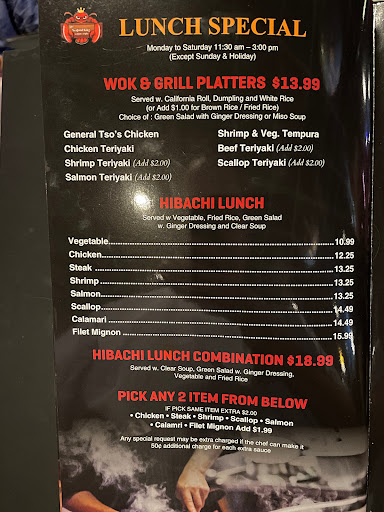 LUNCH SPECIAL
Monday to Saturday 11:30 am – 3:00 pm
(Except Sunday & Holiday)
WOK & GRILL PLATTERS $13.99
Served w. California Roll, Dumpling and White Rice
(or Add $1.00 for Brown Rice / Fried Rice)
Choice of : Green Salad with Ginger Dressing or Miso Soup
General Tso's Chicken
Chicken Teriyaki
Shrimp Teriyaki (Add $2.00)
Salmon Teriyaki (Add $2.00)
Shrimp & Veg. Tempura
Beef Teriyaki (Add $2.00)
Scallop Teriyaki (Add $2.00)
HIBACHI LUNCH
Served w Vegetable, Fried Rice, Green Salad
w. Ginger Dressing and Clear Soup
Vegetable 10.99
Chicken 12.25
Steak 13.25
Shrimp 13.25
Salmon 13.25
Scallop 14.49
Calamari 14.49
Filet Mignon 15.99
HIBACHI LUNCH COMBINATION $18.99
Served w. Clear Soup, Green Salad w. Ginger Dressing,
Vegetable and Fried Rice
PICK ANY 2 ITEM FROM BELOW
IF PICK SAME ITEM EXTRA $2.00
• Chicken • Steak • Shrimp • Scallop • Salmon
• Calamri • Filet Mignon Add $1.99
Any special request may be extra charged if the chef can make it
50¢ additional charge for each extra sauce